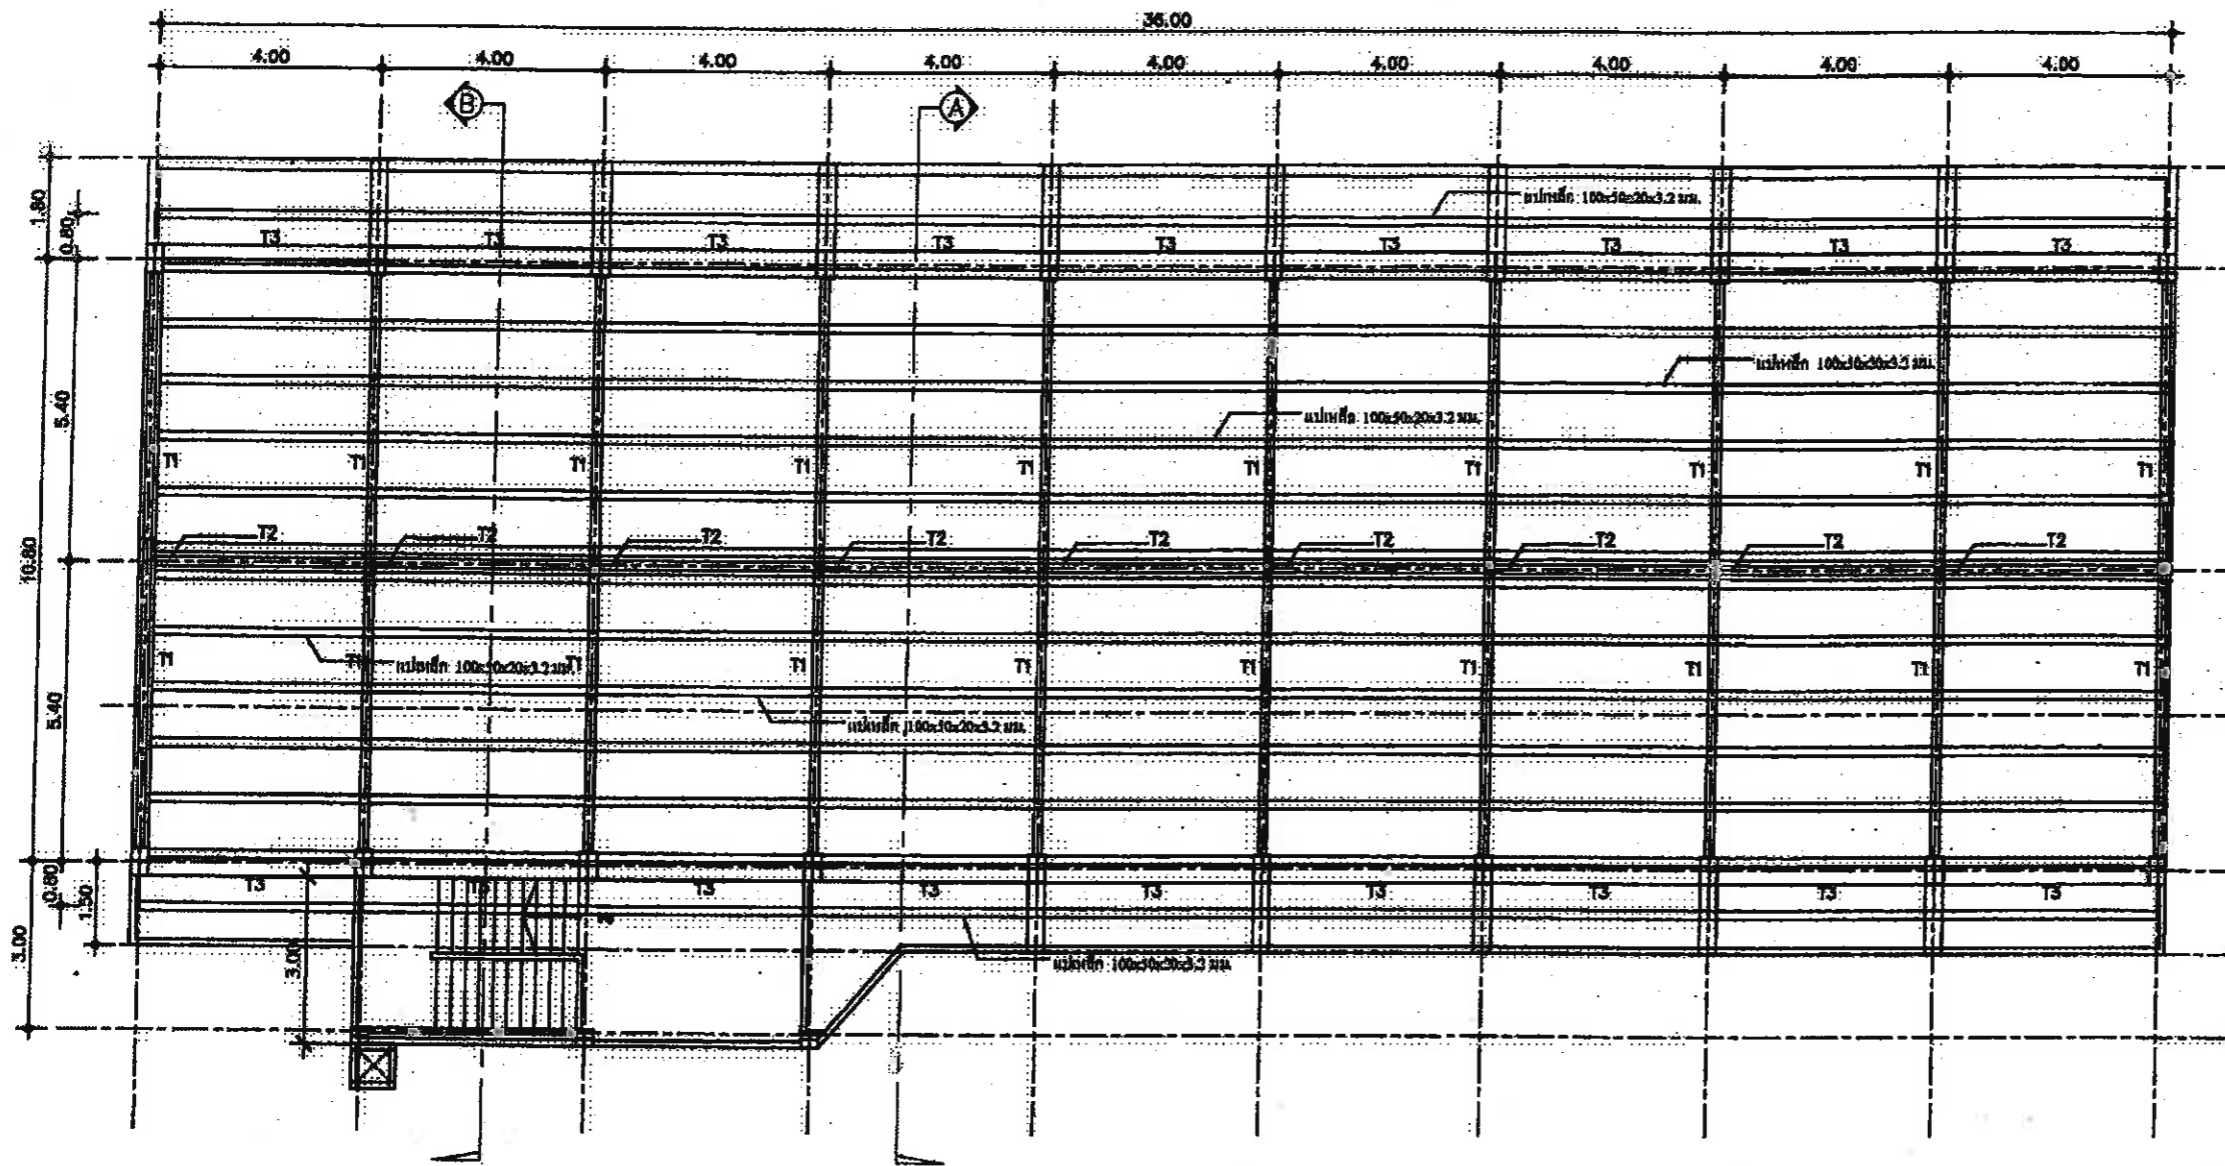 36.00
4.00 4.00 4.00 4.00 4.00 4.00 4.00 4.00 4.00
B A
1.80
0.80
แปเหล็ก 100x50x20x3.2 มม.
T3 T3 T3 T3 T3 T3 T3 T3 T3
แปเหล็ก 100x50x20x3.2 มม.
5.40
แปเหล็ก 100x50x20x3.2 มม.
T1 T1 T1 T1 T1 T1 T1 T1 T1 T1
T2 T2 T2 T2 T2 T2 T2 T2 T2
10.80
T1 T1 แปเหล็ก 100x50x20x3.2 มม. T1 T1 T1 T1 T1 T1 T1 T1
5.40
แปเหล็ก 100x50x20x3.2 มม.
0.80
T3 T3 T3 T3 T3 T3 T3 T3 T3
1.50
3.00
3.00
แปเหล็ก 100x50x20x3.2 มม.